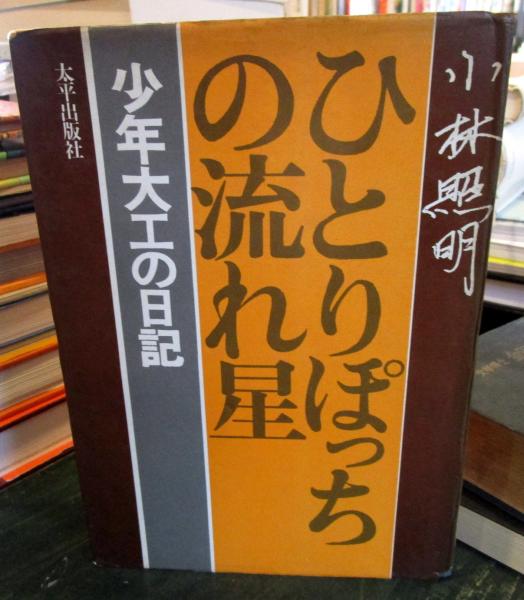 小林照明
ひとりぽっち
の流れ星
少年大工の日記
太平出版社